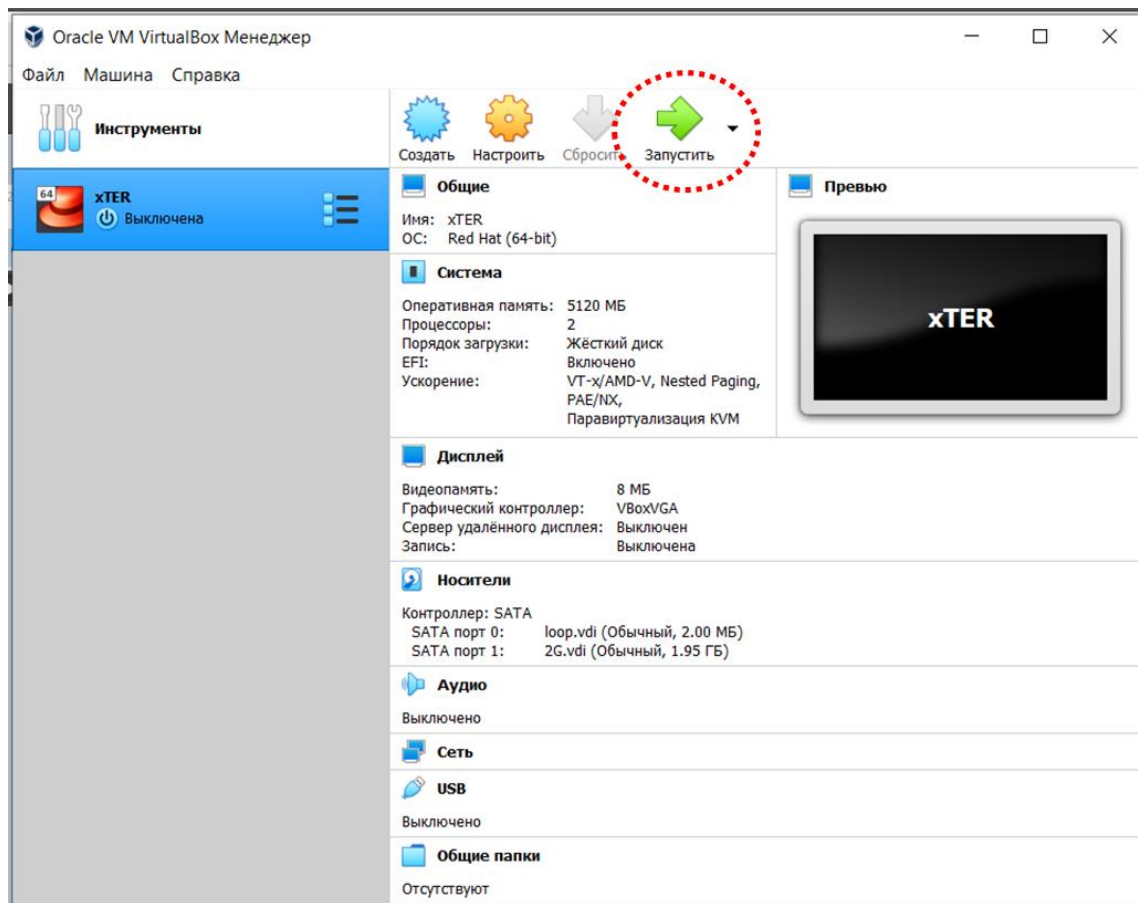 Oracle VM VirtualBox Менеджер
Файл Машина Справка
Инструменты
Создать Настроить Сбросить Запустить
64
xTER
Выключена
Общие
Имя: xTER
ОС: Red Hat (64-bit)
Превью
xTER
Система
Оперативная память: 5120 МБ
Процессоры: 2
Порядок загрузки: Жёсткий диск
EFI: Включено
Ускорение: VT-x/AMD-V, Nested Paging,
PAE/NX,
Паравиртуализация KVM
Дисплей
Видеопамять: 8 МБ
Графический контроллер: VBoxVGA
Сервер удалённого дисплея: Выключен
Запись: Выключена
Носители
Контроллер: SATA
SATA порт 0: loop.vdi (Обычный, 2.00 МБ)
SATA порт 1: 2G.vdi (Обычный, 1.95 ГБ)
Аудио
Выключено
Сеть
USB
Выключено
Общие папки
Отсутствуют